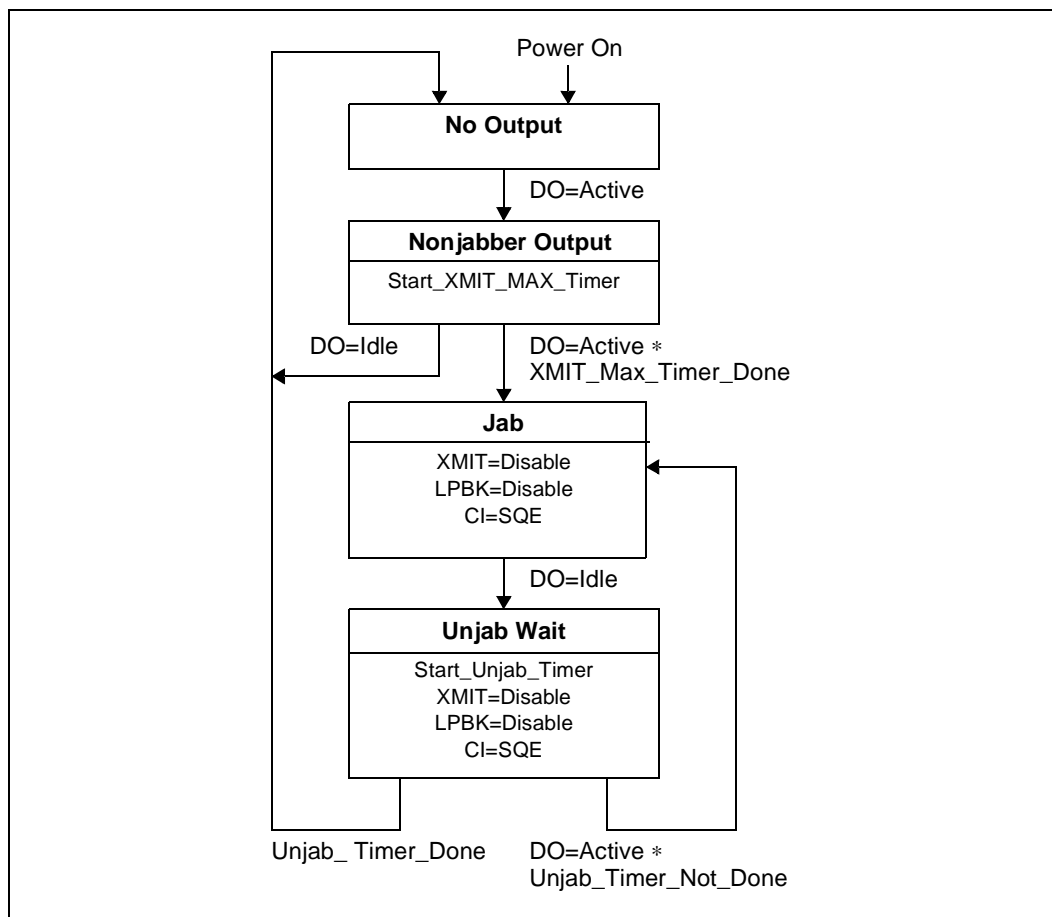 Power On
No Output
DO=Active
Nonjabber Output
Start_XMIT_MAX_Timer
DO=Idle
DO=Active *
XMIT_Max_Timer_Done
Jab
XMIT=Disable
LPBK=Disable
CI=SQE
DO=Idle
Unjab Wait
Start_Unjab_Timer
XMIT=Disable
LPBK=Disable
CI=SQE
Unjab_ Timer_Done
DO=Active *
Unjab_Timer_Not_Done